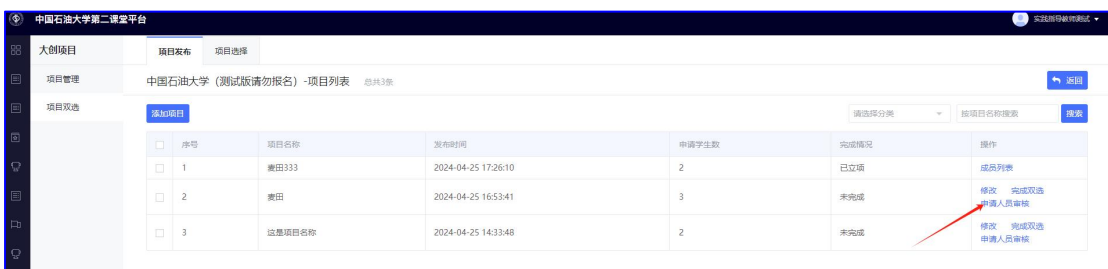 中国石油大学第二课堂平台
实践指导教师测试
大创项目
项目管理
项目双选
项目发布 项目选择
中国石油大学（测试版请勿报名）-项目列表 总共3条 返回
添加项目 请选择分类 按项目名称搜索 搜索
序号 项目名称 发布时间 申请学生数 完成情况 操作
1 麦田333 2024-04-25 17:26:10 2 已立项 成员列表
2 麦田 2024-04-25 16:53:41 3 未完成 修改 完成双选
申请人员审核
3 这是项目名称 2024-04-25 14:33:48 2 未完成 修改 完成双选
申请人员审核